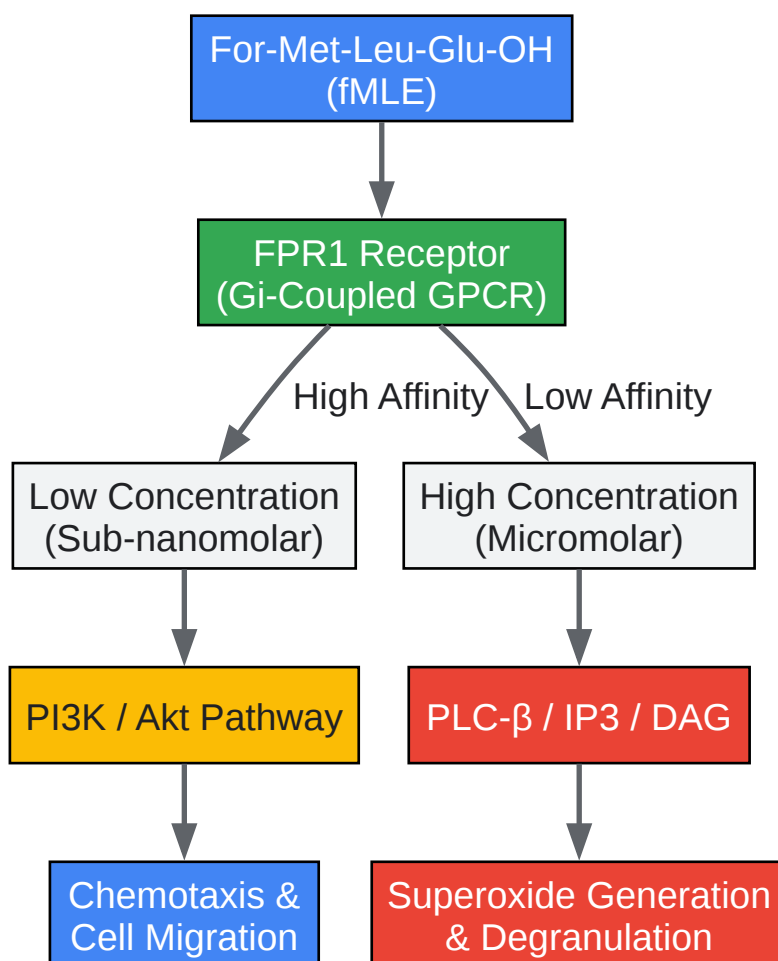 For-Met-Leu-Glu-OH
(fMLE)
FPR1 Receptor
(Gi-Coupled GPCR)
High Affinity
Low Affinity
Low Concentration
(Sub-nanomolar)
High Concentration
(Micromolar)
PI3K / Akt Pathway
PLC-β / IP3 / DAG
Chemotaxis &
Cell Migration
Superoxide Generation
& Degranulation